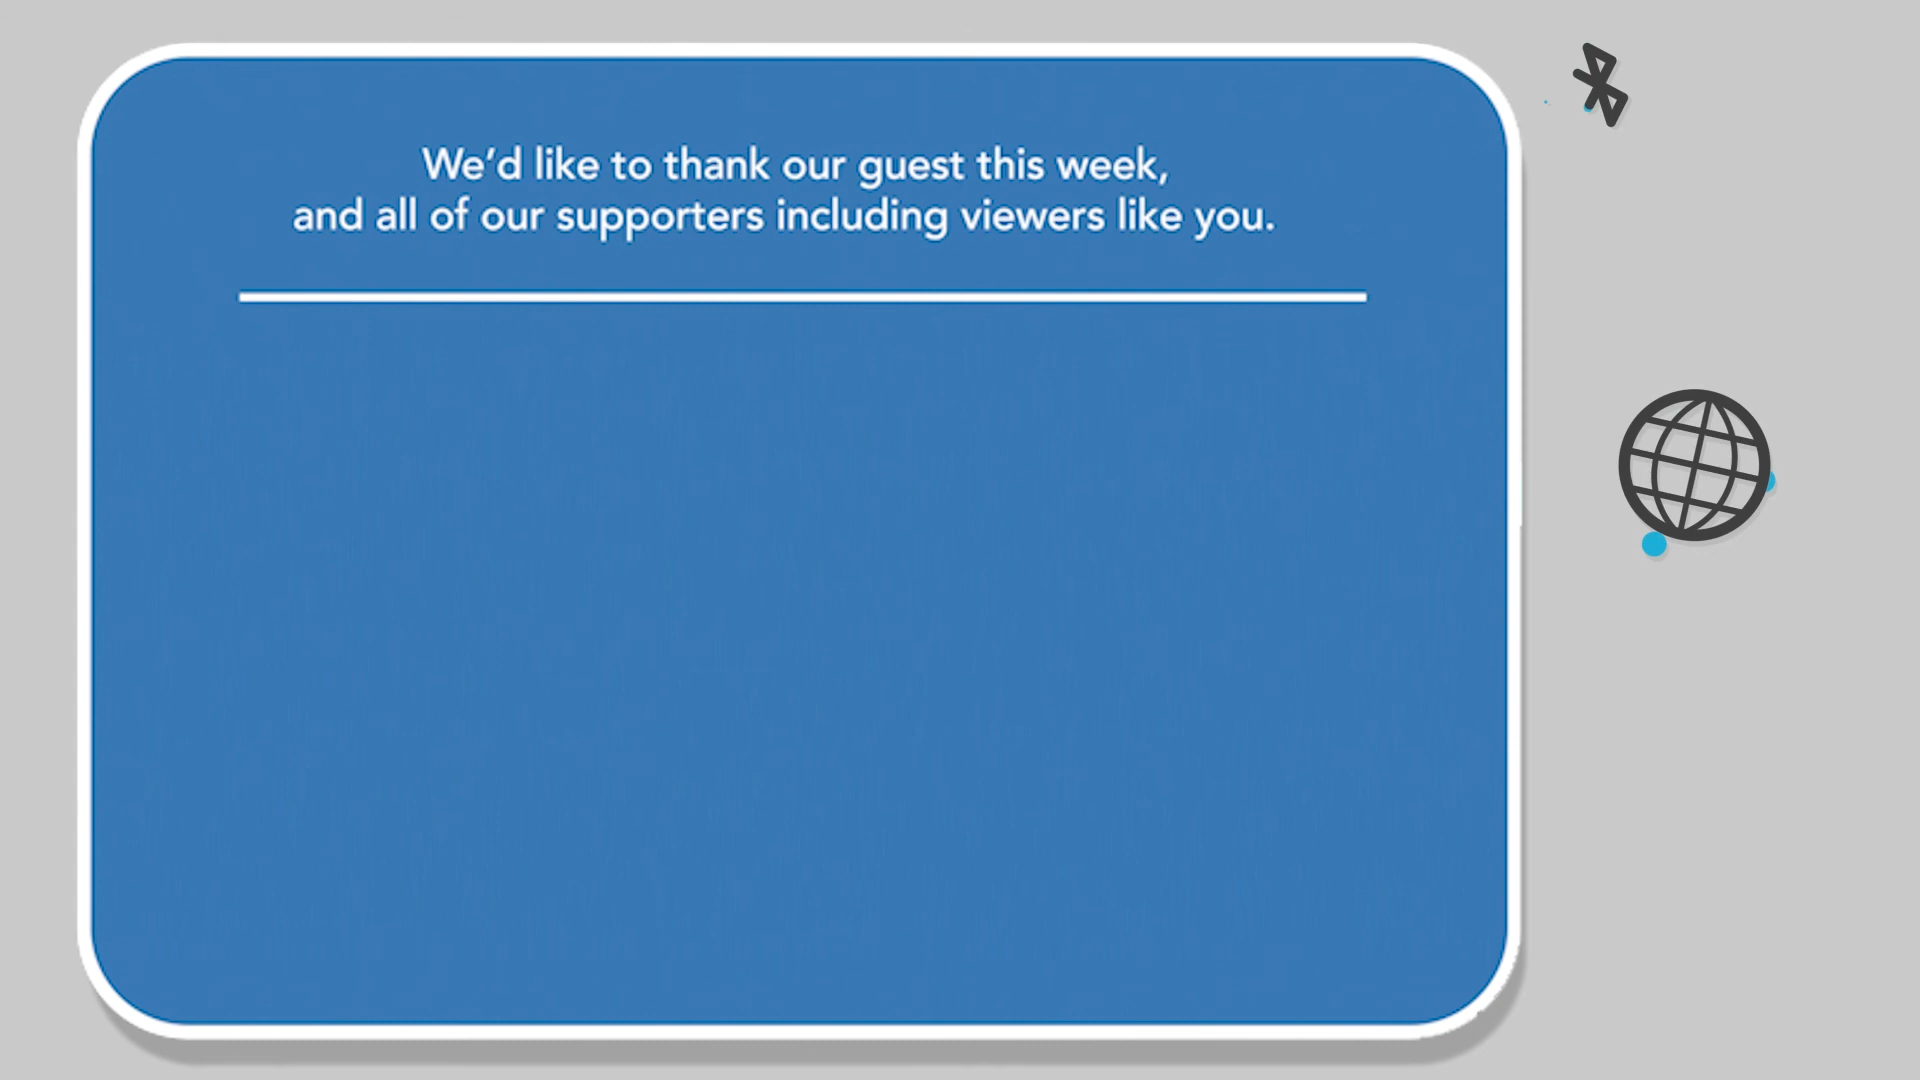 We’d like to thank our guest this week,
and all of our supporters including viewers like you.